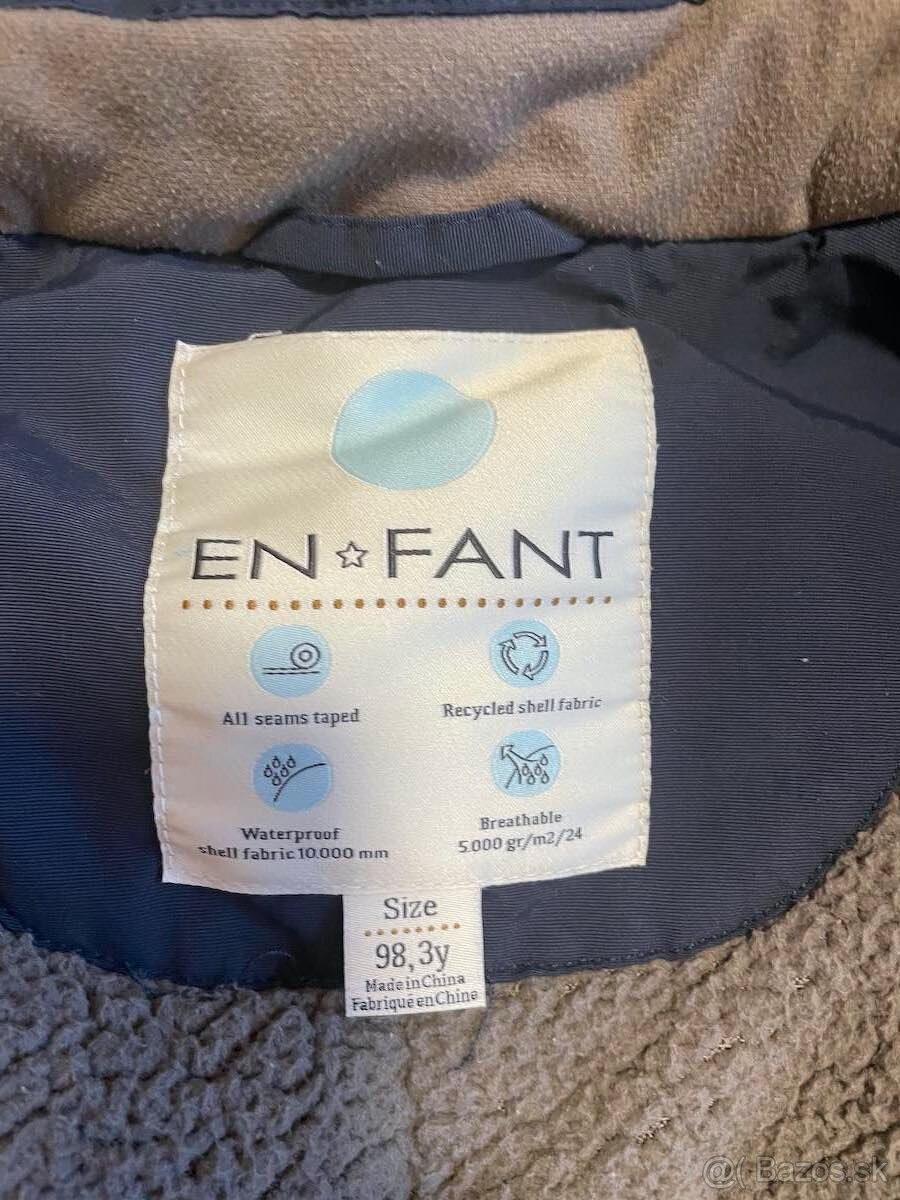 EN☆FANT
All seams taped
Recycled shell fabric
Waterproof
shell fabric 10.000 mm
Breathable
5.000 gr/m2/24
Size
98,3y
Made in China
Fabriqué en Chine
@( Bazos.sk